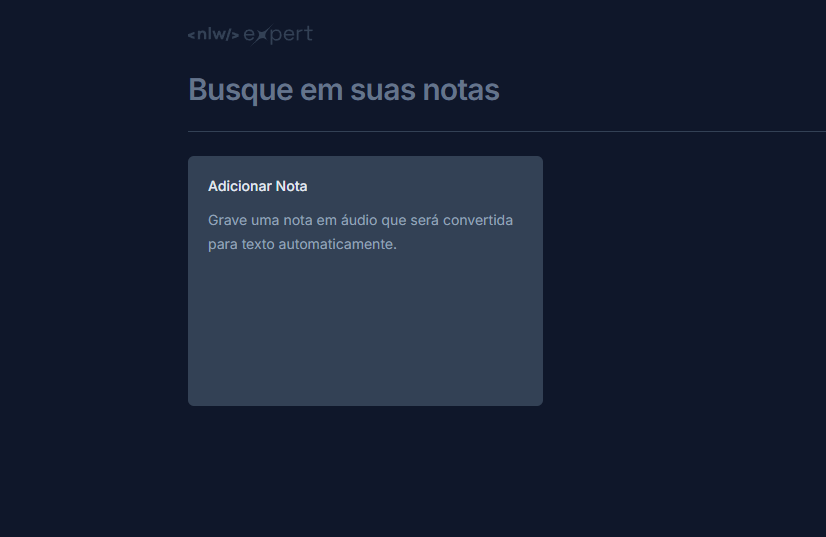 <nlw/> expert
Busque em suas notas
Adicionar Nota
Grave uma nota em áudio que será convertida
para texto automaticamente.